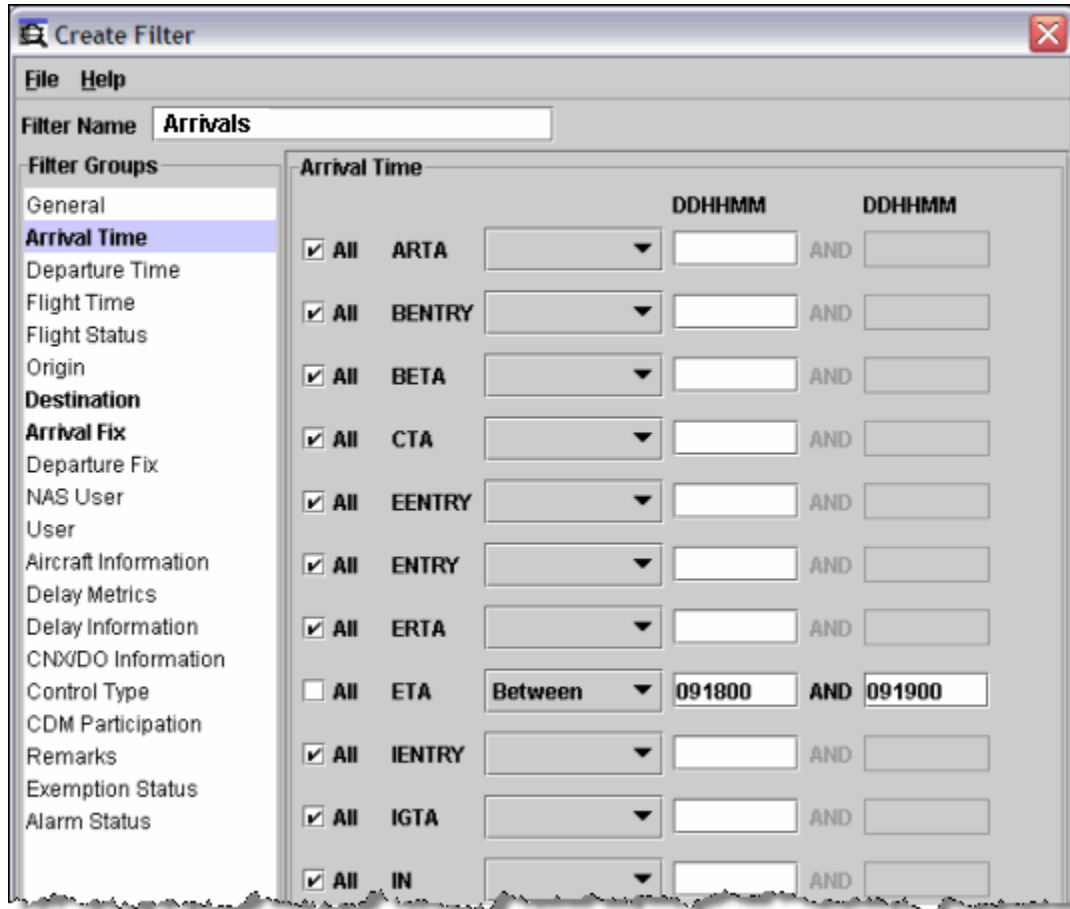 Create Filter
File Help
Filter Name Arrivals
Filter Groups
General
Arrival Time
Departure Time
Flight Time
Flight Status
Origin
Destination
Arrival Fix
Departure Fix
NAS User
User
Aircraft Information
Delay Metrics
Delay Information
CNX/DO Information
Control Type
CDM Participation
Remarks
Exemption Status
Alarm Status
Arrival Time
DDHHMM DDHHMM
All ARTA AND
All BENTRY AND
All BETA AND
All CTA AND
All EENTRY AND
All ENTRY AND
All ERTA AND
All ETA Between 091800 AND 091900
All IENTRY AND
All IGTA AND
All IN AND